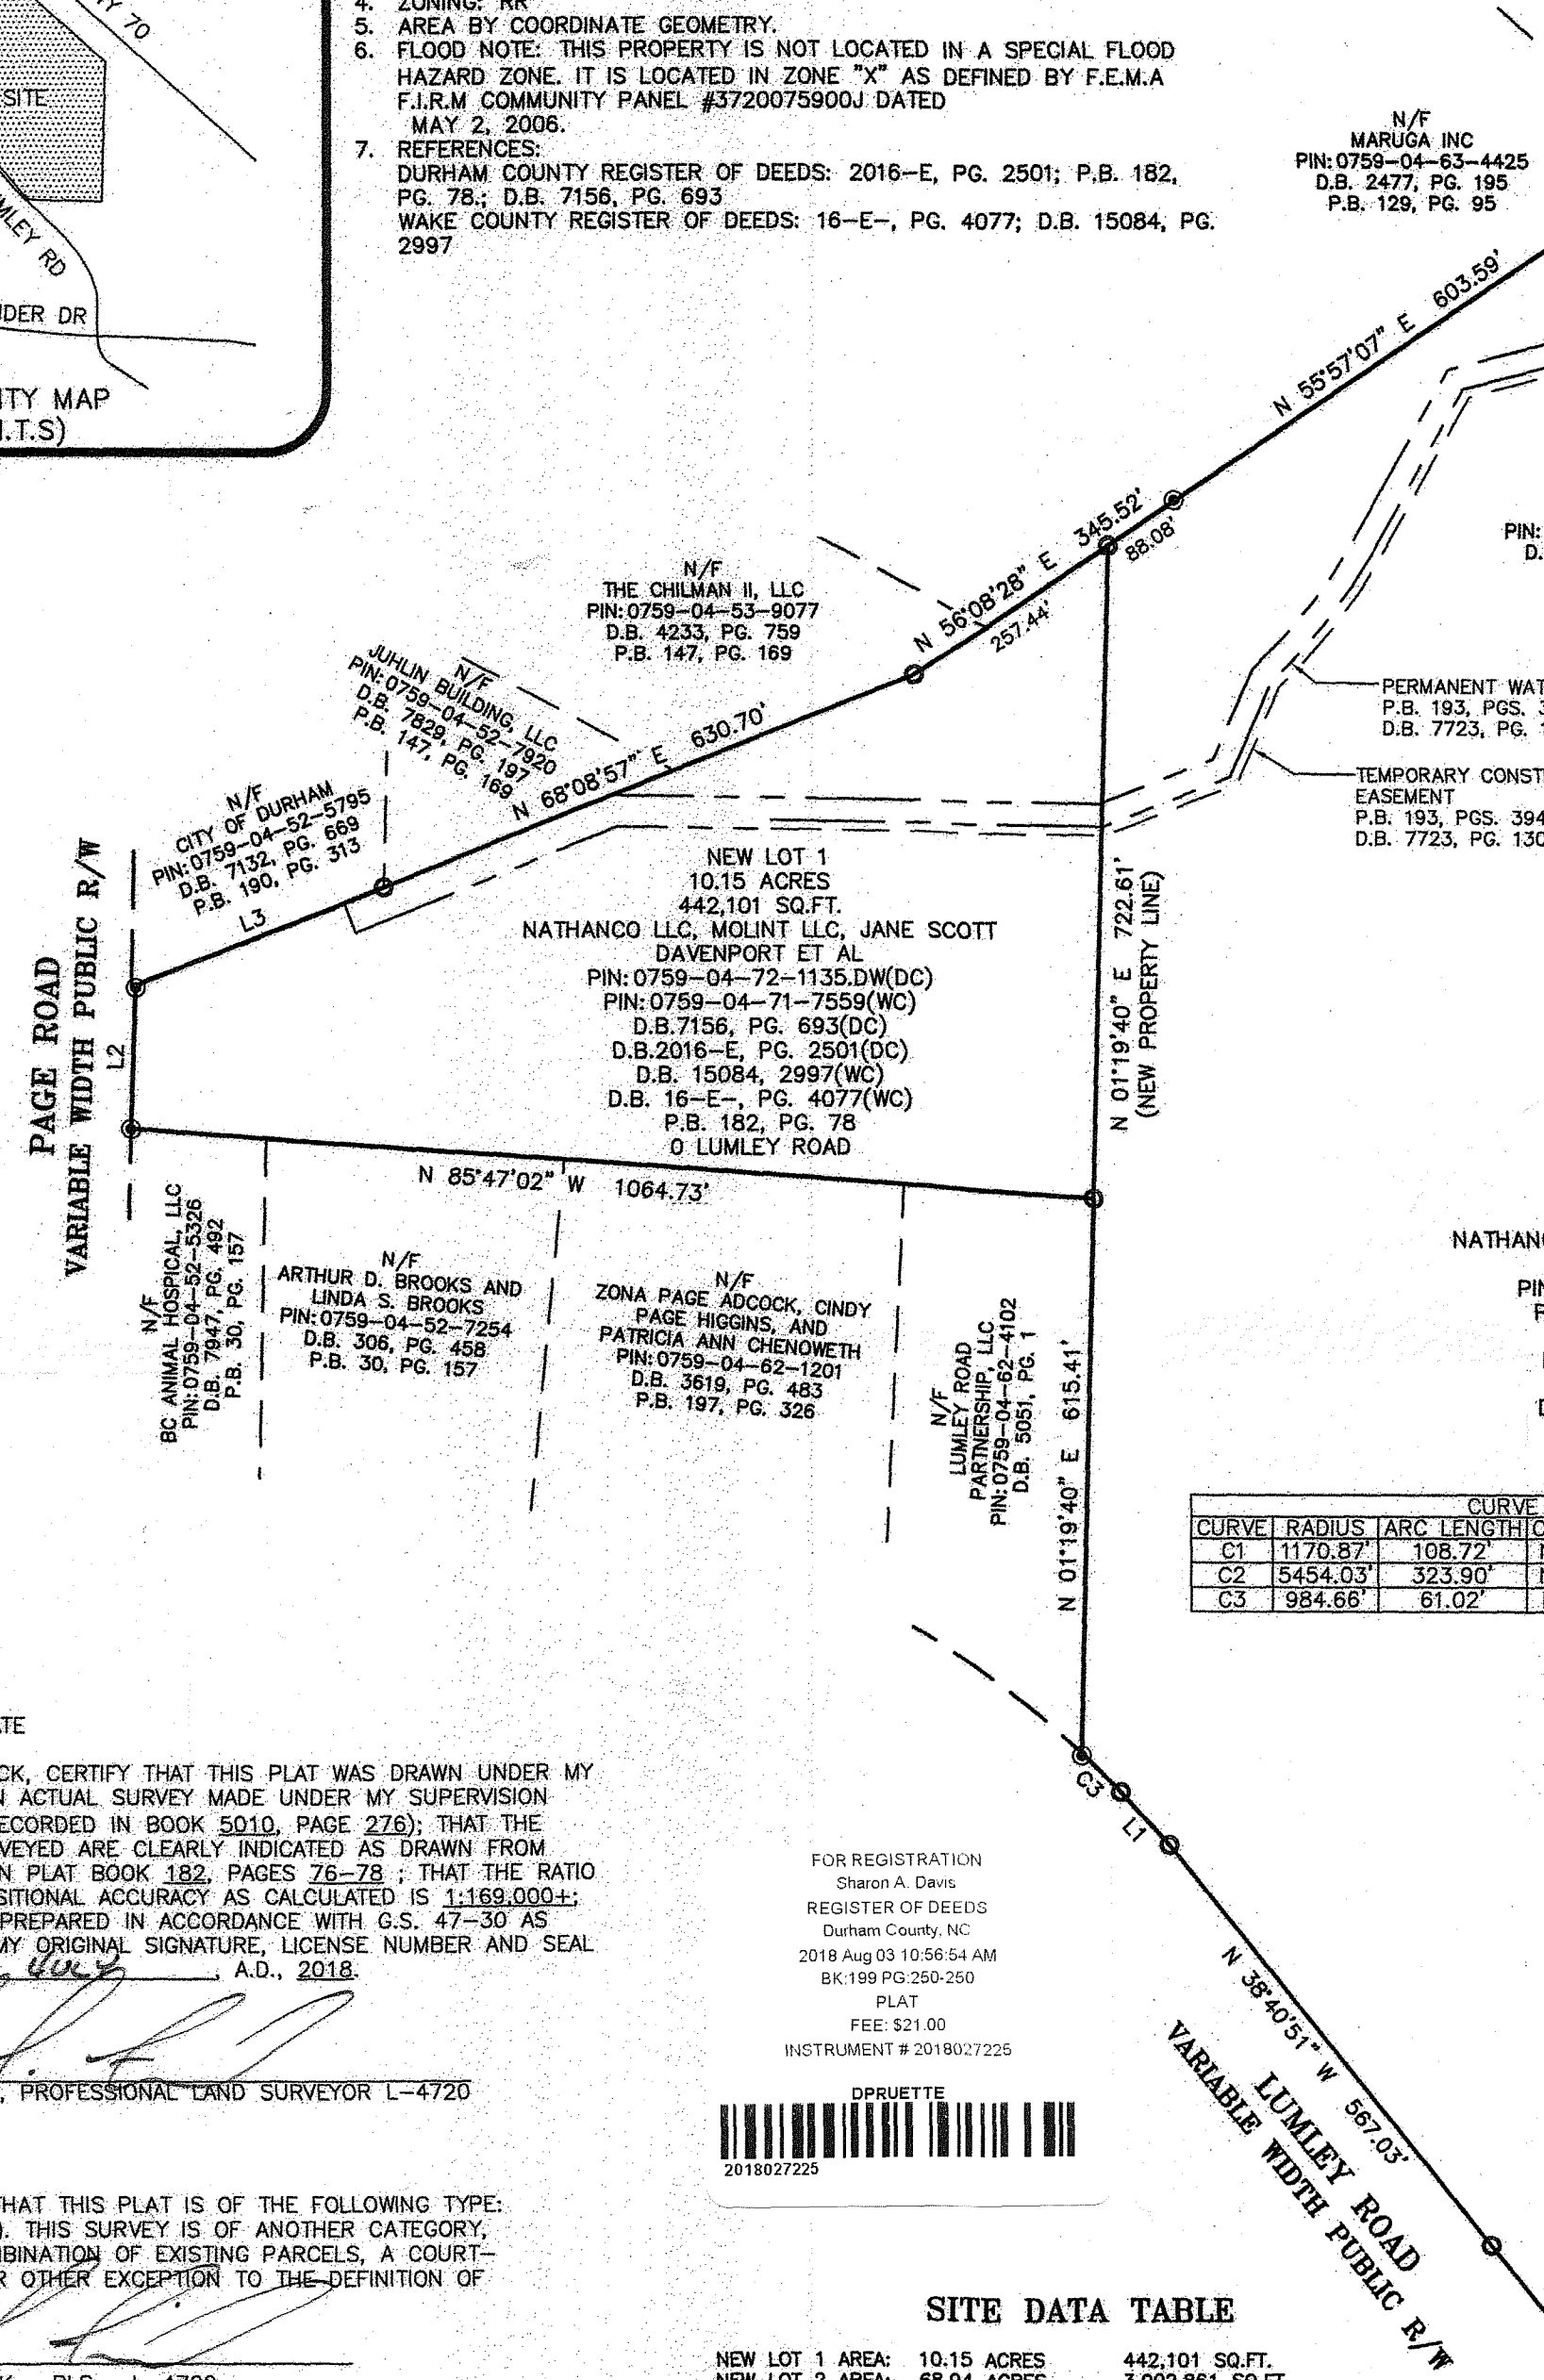 Y 70
SITE
MLEY RD
DER DR
ITY MAP
.T.S)
4. ZONING: RR
5. AREA BY COORDINATE GEOMETRY.
6. FLOOD NOTE: THIS PROPERTY IS NOT LOCATED IN A SPECIAL FLOOD
HAZARD ZONE. IT IS LOCATED IN ZONE "X" AS DEFINED BY F.E.M.A
F.I.R.M COMMUNITY PANEL #3720075900J DATED
MAY 2, 2006.
7. REFERENCES:
DURHAM COUNTY REGISTER OF DEEDS: 2016-E, PG. 2501; P.B. 182,
PG. 78.; D.B. 7156, PG. 693
WAKE COUNTY REGISTER OF DEEDS: 16-E-, PG. 4077; D.B. 15084, PG.
2997
N/F
MARUGA INC
PIN:0759-04-63-4425
D.B. 2477, PG. 195
P.B. 129, PG. 95
N 55°57'07" E 603.59'
N 56°08'28" E 345.52'
88.08'
257.44'
PIN:
D.
N/F
THE CHILMAN II, LLC
PIN:0759-04-53-9077
D.B. 4233, PG. 759
P.B. 147, PG. 169
N/F
JUHLIN BUILDING, LLC
PIN:0759-04-52-7920
D.B. 7829, PG. 197
P.B. 147, PG. 169
N 68°08'57" E 630.70'
PERMANENT WAT
P.B. 193, PGS. 3
D.B. 7723, PG. 1
TEMPORARY CONST
EASEMENT
P.B. 193, PGS. 394
D.B. 7723, PG. 130
N/F
CITY OF DURHAM
PIN:0759-04-52-5795
D.B. 7132, PG. 669
P.B. 190, PG. 313
L3
L2
PAGE ROAD
VARIABLE WIDTH PUBLIC R/W
NEW LOT 1
10.15 ACRES
442,101 SQ.FT.
NATHANCO LLC, MOLINT LLC, JANE SCOTT
DAVENPORT ET AL
PIN:0759-04-72-1135.DW(DC)
PIN:0759-04-71-7559(WC)
D.B.7156, PG. 693(DC)
D.B.2016-E, PG. 2501(DC)
D.B. 15084, 2997(WC)
D.B. 16-E-, PG. 4077(WC)
P.B. 182, PG. 78
0 LUMLEY ROAD
N 01°19'40" E 722.61'
(NEW PROPERTY LINE)
N 85°47'02" W 1064.73'
N/F
BC ANIMAL HOSPICAL, LLC
PIN:0759-04-52-5326
D.B. 7947, PG. 492
P.B. 30, PG. 157
N/F
ARTHUR D. BROOKS AND
LINDA S. BROOKS
PIN:0759-04-52-7254
D.B. 306, PG. 458
P.B. 30, PG. 157
N/F
ZONA PAGE ADCOCK, CINDY
PAGE HIGGINS, AND
PATRICIA ANN CHENOWETH
PIN:0759-04-62-1201
D.B. 3619, PG. 483
P.B. 197, PG. 326
N/F
LUMLEY ROAD
PARTNERSHIP, LLC
PIN:0759-04-62-4102
D.B. 5051, PG. 1
N 01°19'40" E 615.41'
NATHAN
PIN
CURVE
CURVE RADIUS ARC LENGTH C
C1 1170.87' 108.72' N
C2 5454.03' 323.90' N
C3 984.66' 61.02'
C3
L1
N 38°40'51" W 567.03'
LUMLEY ROAD
VARIABLE WIDTH PUBLIC R/W
TE
CK, CERTIFY THAT THIS PLAT WAS DRAWN UNDER MY
N ACTUAL SURVEY MADE UNDER MY SUPERVISION
ECORDED IN BOOK 5010, PAGE 276); THAT THE
VEYED ARE CLEARLY INDICATED AS DRAWN FROM
N PLAT BOOK 182, PAGES 76-78 ; THAT THE RATIO
SITIONAL ACCURACY AS CALCULATED IS 1:169,000+;
PREPARED IN ACCORDANCE WITH G.S. 47-30 AS
MY ORIGINAL SIGNATURE, LICENSE NUMBER AND SEAL
July, A.D., 2018.
, PROFESSIONAL LAND SURVEYOR L-4720
HAT THIS PLAT IS OF THE FOLLOWING TYPE:
). THIS SURVEY IS OF ANOTHER CATEGORY,
BINATION OF EXISTING PARCELS, A COURT-
R OTHER EXCEPTION TO THE DEFINITION OF
FOR REGISTRATION
Sharon A. Davis
REGISTER OF DEEDS
Durham County, NC
2018 Aug 03 10:56:54 AM
BK:199 PG:250-250
PLAT
FEE: $21.00
INSTRUMENT # 2018027225
DPRUETTE
2018027225
SITE DATA TABLE
NEW LOT 1 AREA: 10.15 ACRES 442,101 SQ.FT.
NEW LOT 2 AREA: 68.94 ACRES